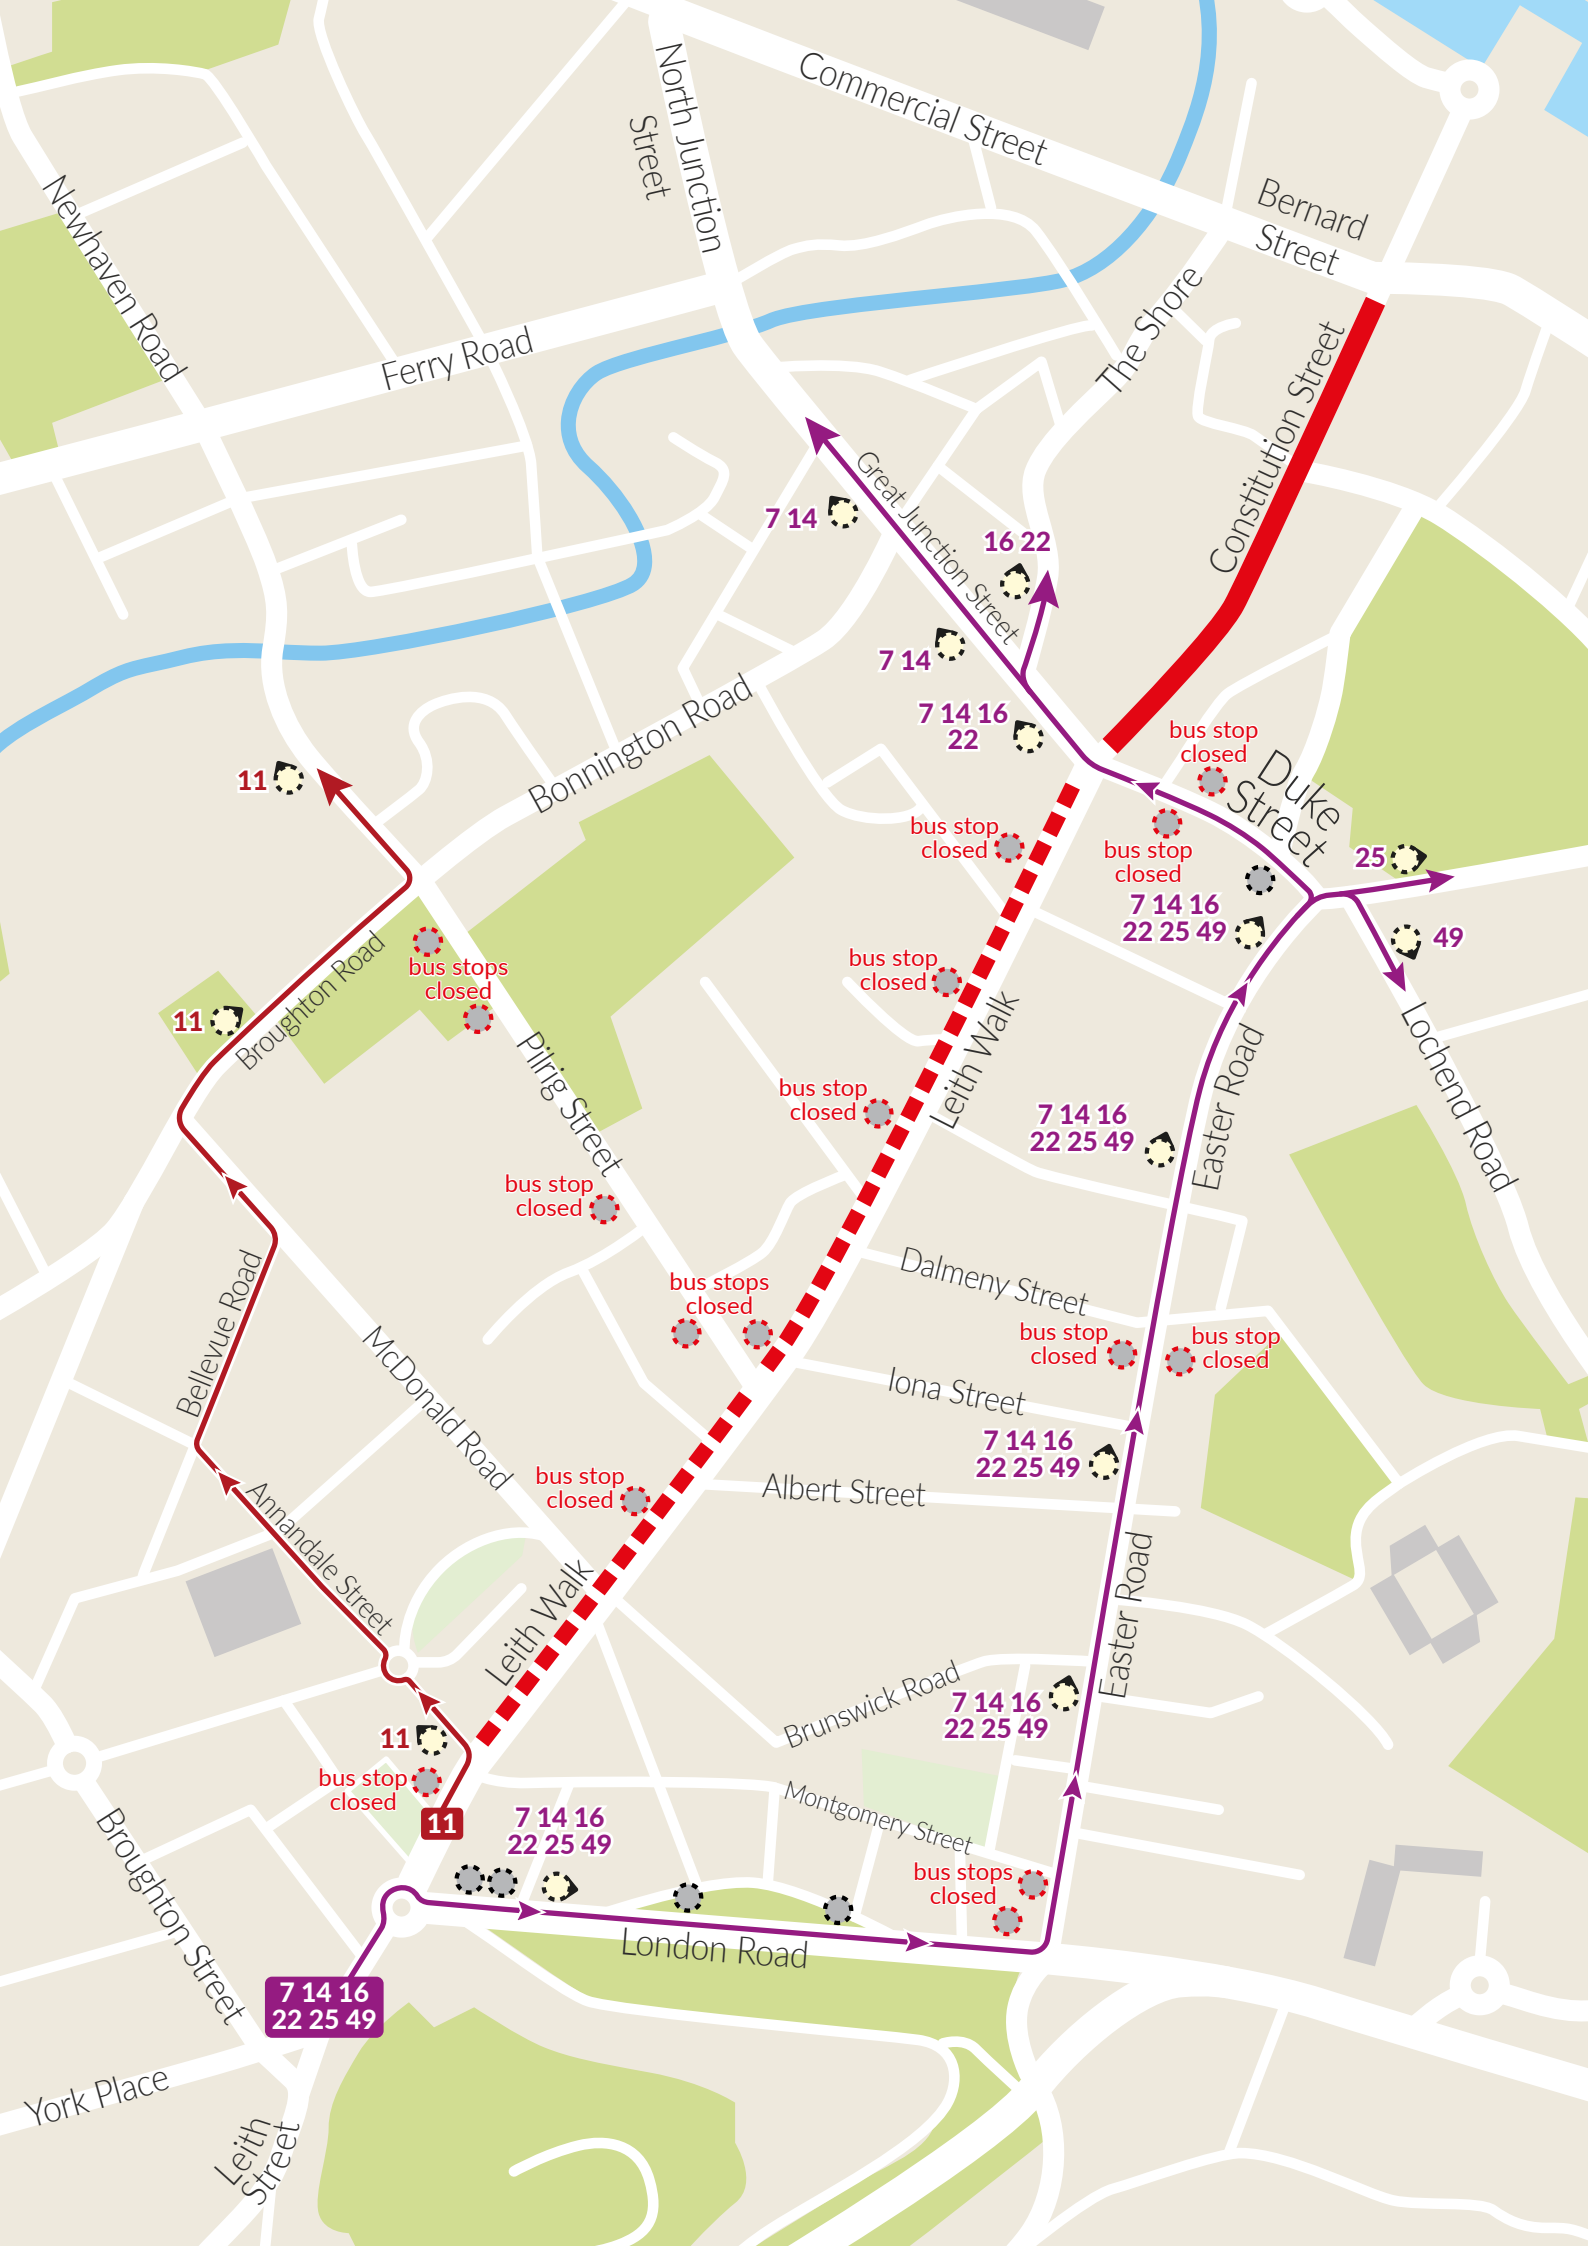 Commercial Street
North Junction
Street
Bernard
Street
Newhaven Road
The Shore
Ferry Road
Constitution Street
Great Junction Street
7 14
16 22
7 14
7 14 16
22
Bonnington Road
bus stop
closed
Duke
Street
11
bus stop
closed
bus stop
closed
25
7 14 16
22 25 49
49
bus stops
closed
bus stop
closed
11
Broughton Road
Leith Walk
Lochend Road
Pilrig Street
Easter Road
bus stop
closed
7 14 16
22 25 49
bus stop
closed
Bellevue Road
Dalmeny Street
bus stops
closed
bus stop
closed
bus stop
closed
McDonald Road
Iona Street
7 14 16
22 25 49
bus stop
closed
Albert Street
Annandale Street
Leith Walk
Easter Road
Brunswick Road
7 14 16
22 25 49
11
bus stop
closed
11
7 14 16
22 25 49
Montgomery Street
Broughton Street
bus stops
closed
London Road
7 14 16
22 25 49
York Place
Leith
Street